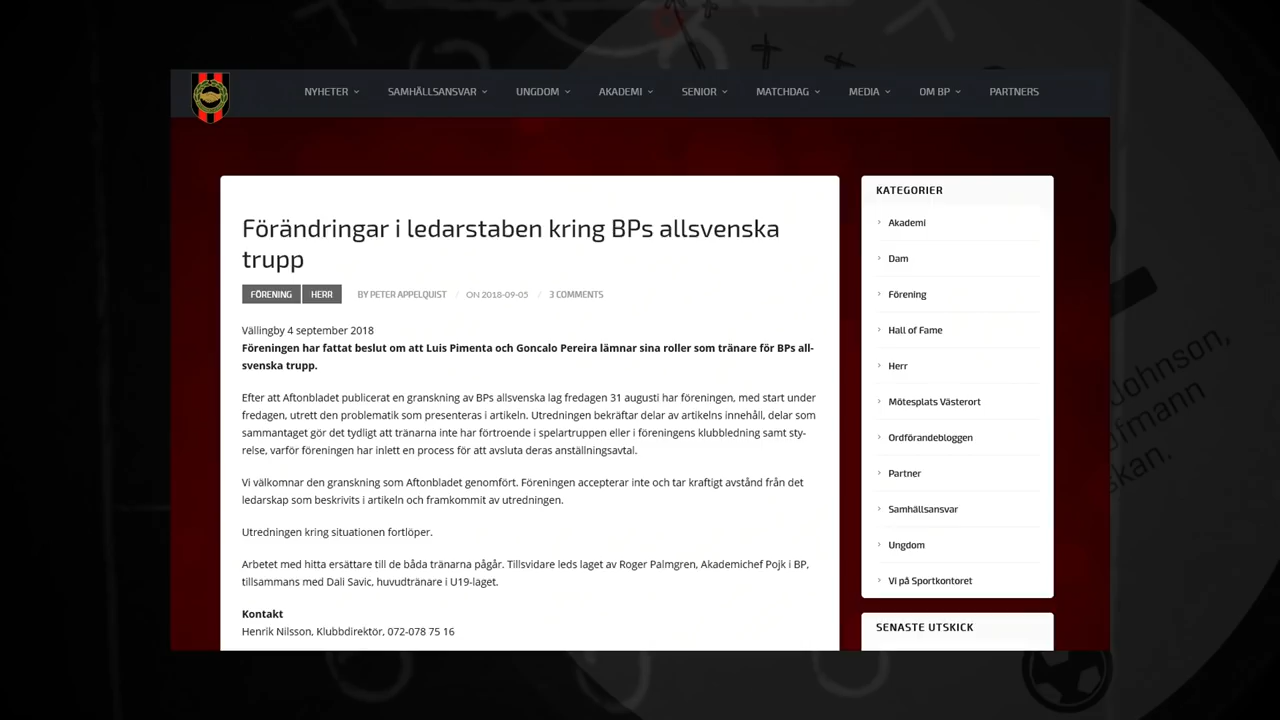 NYHETER SAMHÄLLSANSVAR UNGDOM AKADEMI SENIOR MATCHDAG MEDIA OM BP PARTNERS
Förändringar i ledarstaben kring BPs allsvenska
trupp
FÖRENING HERR BY PETER APPELQUIST / ON 2018-09-05 / 3 COMMENTS
Vällingby 4 september 2018
Föreningen har fattat beslut om att Luis Pimenta och Goncalo Pereira lämnar sina roller som tränare för BPs all-
svenska trupp.
Efter att Aftonbladet publicerat en granskning av BPs allsvenska lag fredagen 31 augusti har föreningen, med start under
fredagen, utrett den problematik som presenteras i artikeln. Utredningen bekräftar delar av artikelns innehåll, delar som
sammantaget gör det tydligt att tränarna inte har förtroende i spelartruppen eller i föreningens klubbledning samt sty-
relse, varför föreningen har inlett en process för att avsluta deras anställningsavtal.
Vi välkomnar den granskning som Aftonbladet genomfört. Föreningen accepterar inte och tar kraftigt avstånd från det
ledarskap som beskrivits i artikeln och framkommit av utredningen.
Utredningen kring situationen fortlöper.
Arbetet med hitta ersättare till de båda tränarna pågår. Tillsvidare leds laget av Roger Palmgren, Akademichef Pojk i BP,
tillsammans med Dali Savic, huvudtränare i U19-laget.
Kontakt
Henrik Nilsson, Klubbdirektör, 072-078 75 16
KATEGORIER
Akademi
Dam
Förening
Hall of Fame
Herr
Mötesplats Västerort
Ordförandebloggen
Partner
Samhällsansvar
Ungdom
Vi på Sportkontoret
SENASTE UTSKICK
Johnson,